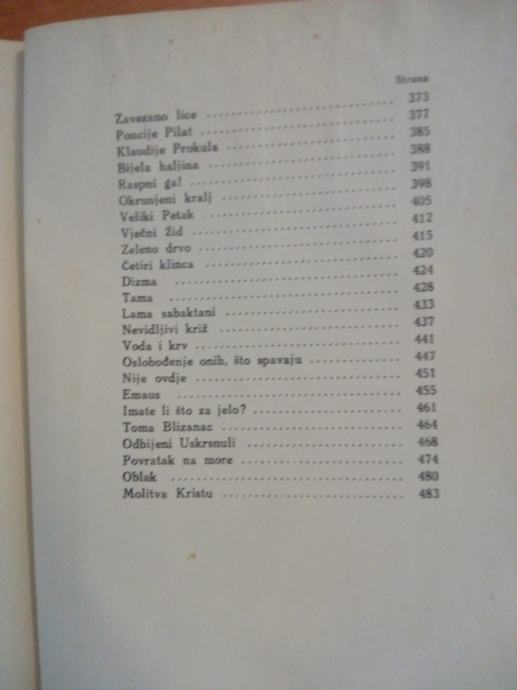 Strana
Zavezano lice ........................ 373
Poncije Pilat ........................ 377
Klaudije Prokula ........................ 385
Bijela haljina ........................ 388
Raspni ga! ........................ 391
Okrunjeni kralj ........................ 398
Veliki Petak ........................ 405
Vječni Žid ........................ 412
Zeleno drvo ........................ 415
Četiri klinca ........................ 420
Dizma ........................ 424
Tama ........................ 428
Lama sabaktani ........................ 433
Nevidljivi križ ........................ 437
Voda i krv ........................ 441
Oslobođenje onih, što spavaju ............ 447
Nije ovdje ........................ 451
Emaus ........................ 455
Imate li što za jelo? .................... 461
Toma Blizanac ........................ 464
Odbijeni Uskrsnuli .................... 468
Povratak na more .................... 474
Oblak ........................ 480
Molitva Kristu ........................ 483